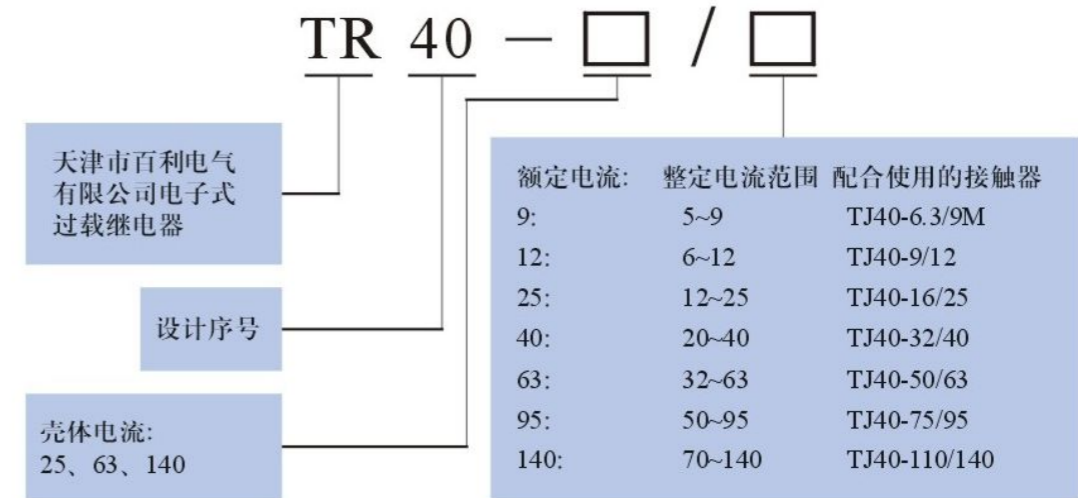 TR 40 – □ / □
天津市百利电气
有限公司电子式
过载继电器
设计序号
壳体电流:
25、63、140
额定电流: 整定电流范围 配合使用的接触器
9: 5~9 TJ40-6.3/9M
12: 6~12 TJ40-9/12
25: 12~25 TJ40-16/25
40: 20~40 TJ40-32/40
63: 32~63 TJ40-50/63
95: 50~95 TJ40-75/95
140: 70~140 TJ40-110/140